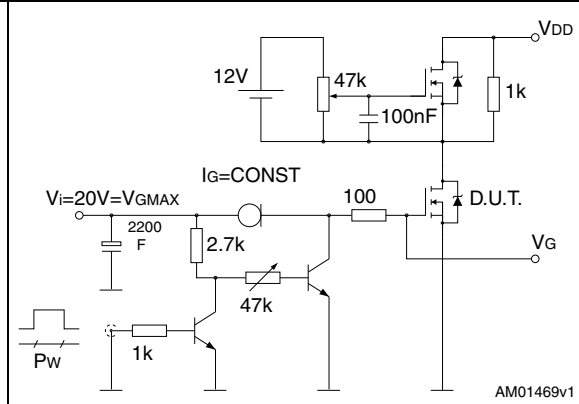 VDD
12V
47k
1k
100nF
IG=CONST
Vi=20V=VGMAX
100
D.U.T.
2200
F
2.7k
VG
47k
1k
PW
AM01469v1